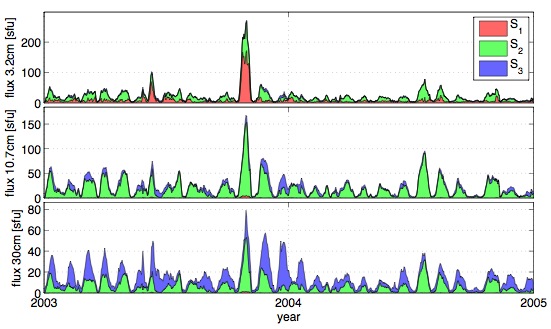 flux 3.2cm [sfu]
200
100
0
S1
S2
S3
flux 10.7cm [sfu]
150
100
50
0
flux 30cm [sfu]
80
60
40
20
0
2003
2004
2005
year